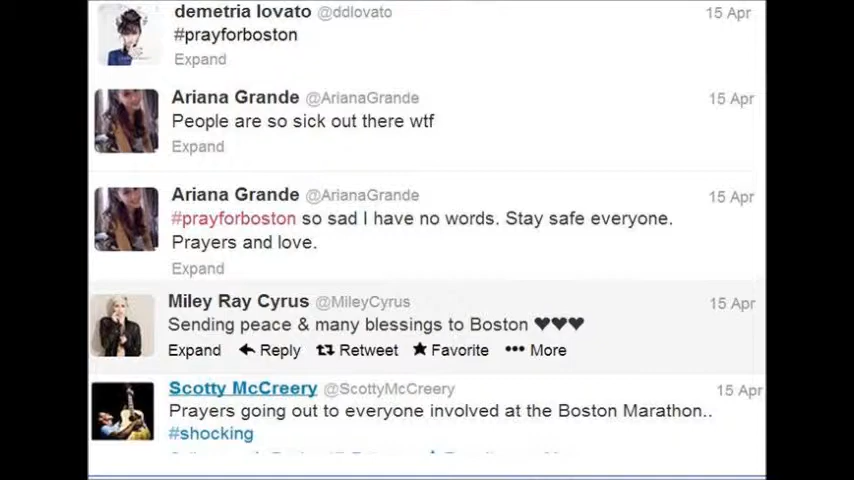 demetria lovato @ddlovato 15 Apr
#prayforboston
Expand
Ariana Grande @ArianaGrande 15 Apr
People are so sick out there wtf
Expand
Ariana Grande @ArianaGrande 15 Apr
#prayforboston so sad I have no words. Stay safe everyone.
Prayers and love.
Expand
Miley Ray Cyrus @MileyCyrus 15 Apr
Sending peace & many blessings to Boston ♥♥♥
Expand Reply Retweet Favorite ••• More
Scotty McCreery @ScottyMcCreery 15 Apr
Prayers going out to everyone involved at the Boston Marathon..
#shocking